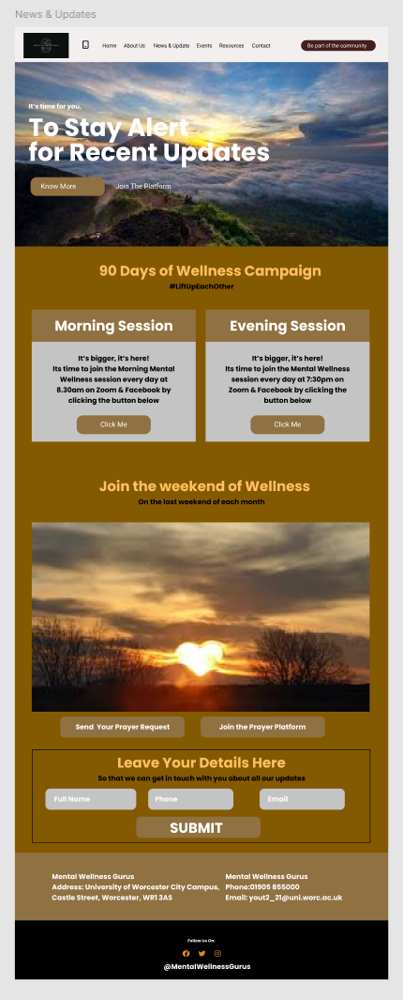 News & Updates
Home About Us News & Update Events Resources Contact Be part of the community
It's time for you,
To Stay Alert
for Recent Updates
Know More Join The Platform
90 Days of Wellness Campaign
#LiftUpEachOther
Morning Session
It's bigger, it's here!
Its time to join the Morning Mental
Wellness session every day at
8.30am on Zoom & Facebook by
clicking the button below
Click Me
Evening Session
It's bigger, it's here!
Its time to join the Mental Wellness
session every day at 7:30pm on
Zoom & Facebook by clicking the
button below
Click Me
Join the weekend of Wellness
On the last weekend of each month
Send Your Prayer Request Join the Prayer Platform
Leave Your Details Here
So that we can get in touch with you about all our updates
Full Name Phone Email
SUBMIT
Mental Wellness Gurus
Address: University of Worcester City Campus,
Castle Street, Worcester, WR1 3AS
Mental Wellness Gurus
Phone:01905 855000
Email: yout2_21@uni.worc.ac.uk
Follow Us On:
@MentalWellnessGurus